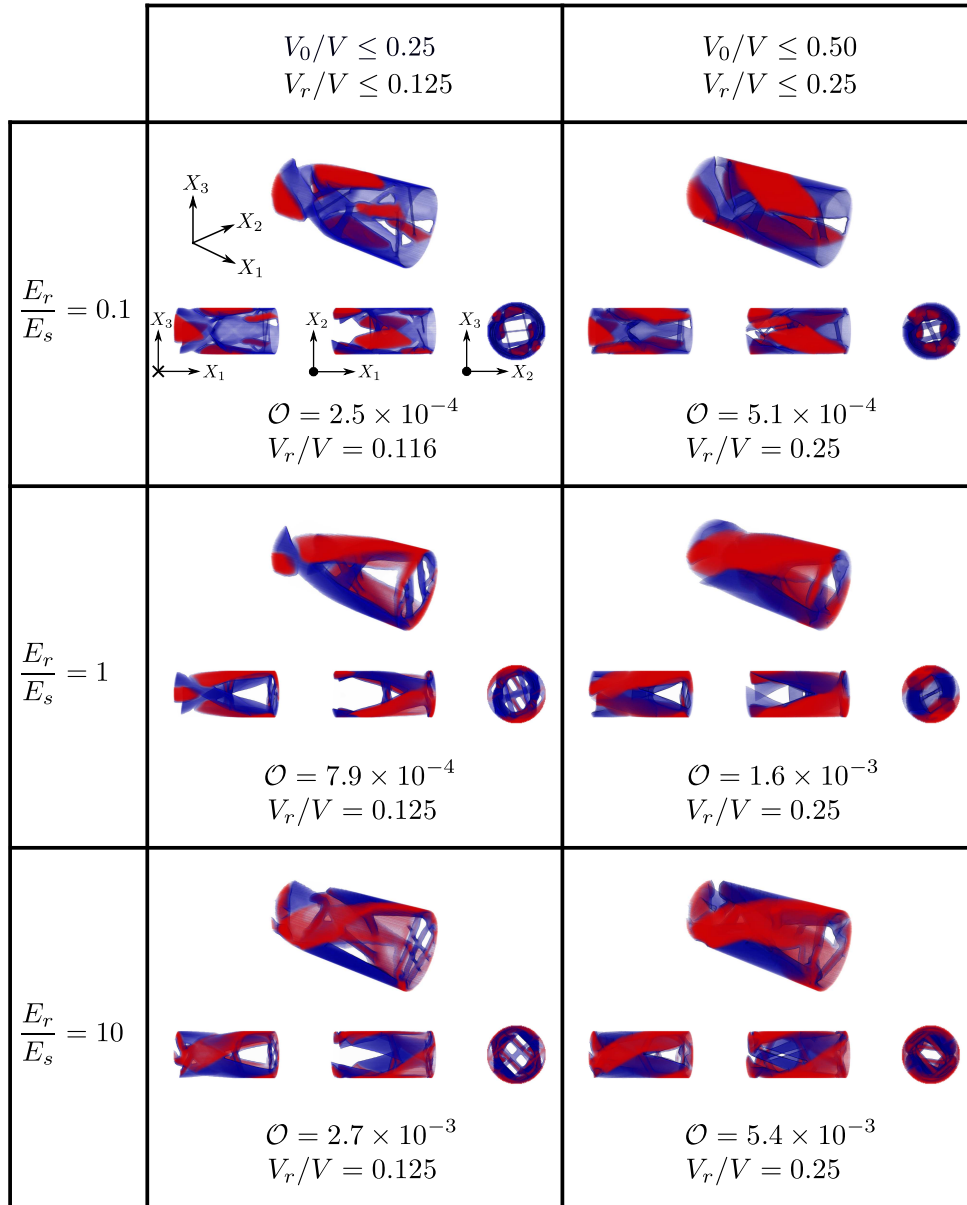 V_0/V ≤ 0.25
V_r/V ≤ 0.125
V_0/V ≤ 0.50
V_r/V ≤ 0.25
E_r/E_s = 0.1
X_3
X_2
X_1
X_3
X_1
X_2
X_1
X_3
X_2
𝒪 = 2.5 × 10^{−4}
V_r/V = 0.116
𝒪 = 5.1 × 10^{−4}
V_r/V = 0.25
E_r/E_s = 1
𝒪 = 7.9 × 10^{−4}
V_r/V = 0.125
𝒪 = 1.6 × 10^{−3}
V_r/V = 0.25
E_r/E_s = 10
𝒪 = 2.7 × 10^{−3}
V_r/V = 0.125
𝒪 = 5.4 × 10^{−3}
V_r/V = 0.25